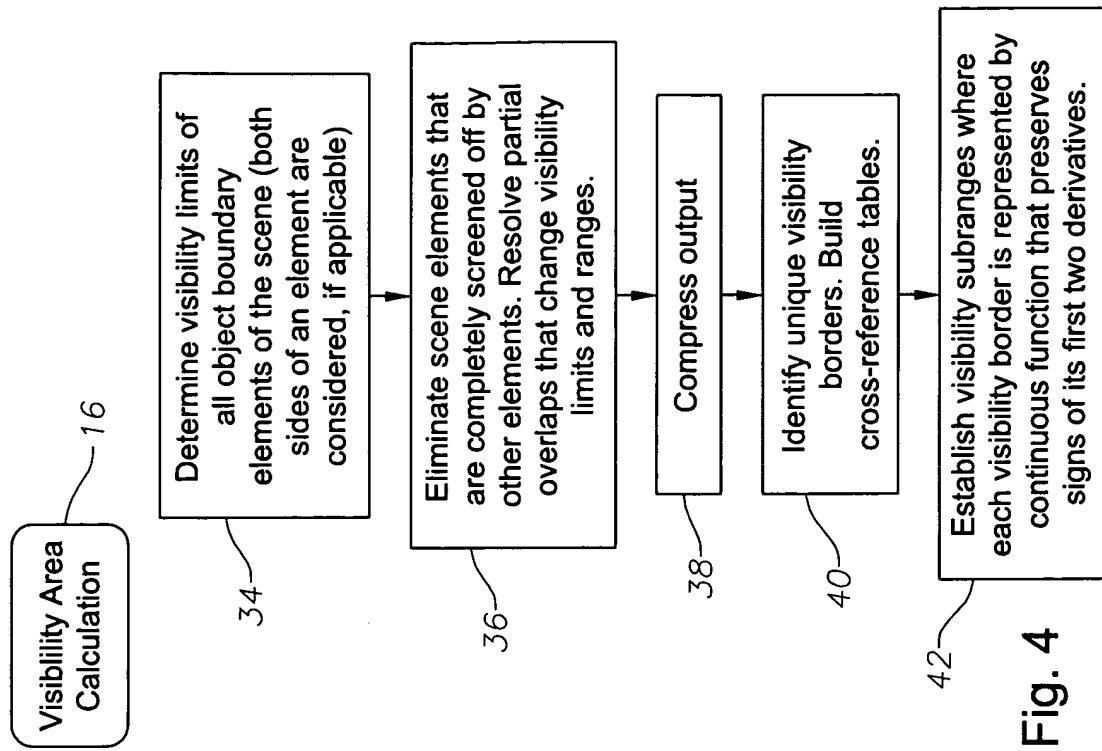 Visiblility Area
Calculation
16
Determine visibility limits of
all object boundary
elements of the scene (both
sides of an element are
considered, if applicable)
34
Eliminate scene elements that
are completely screened off by
other elements. Resolve partial
overlaps that change visibility
limits and ranges.
36
Compress output
38
Identify unique visibility
borders. Build
cross-reference tables.
40
Establish visibility subranges where
each visibility border is represented by
continuous function that preserves
signs of its first two derivatives.
42
Fig. 4